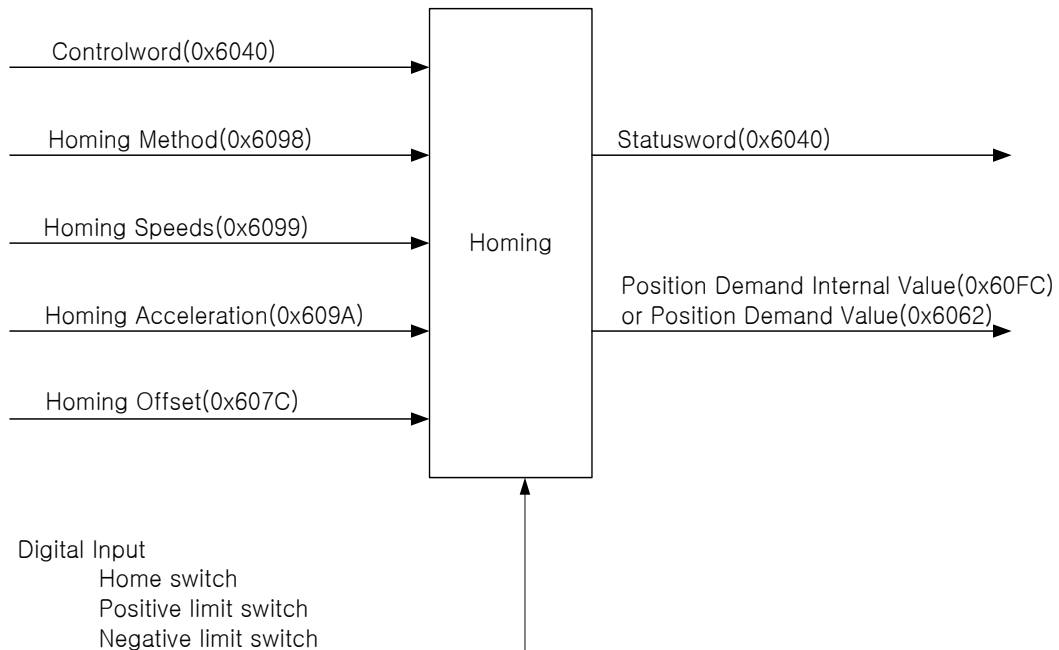 Controlword(0x6040)
Homing Method(0x6098)
Homing Speeds(0x6099)
Homing Acceleration(0x609A)
Homing Offset(0x607C)
Homing
Statusword(0x6040)
Position Demand Internal Value(0x60FC)
or Position Demand Value(0x6062)
Digital Input
Home switch
Positive limit switch
Negative limit switch